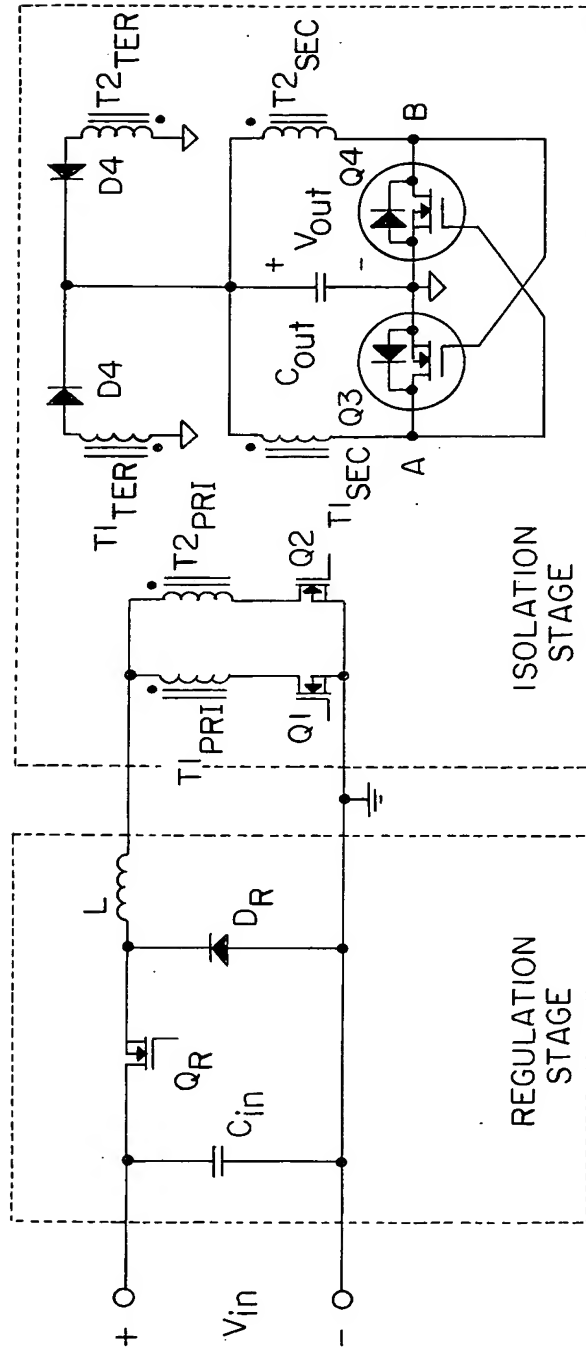 +
Vin
-
Cin
QR
DR
L
REGULATION
STAGE
T1PRI
T2PRI
Q1
Q2
ISOLATION
STAGE
T1TER
D4
D4
T2TER
T1SEC
T2SEC
Cout
+
Vout
-
Q3
Q4
A
B